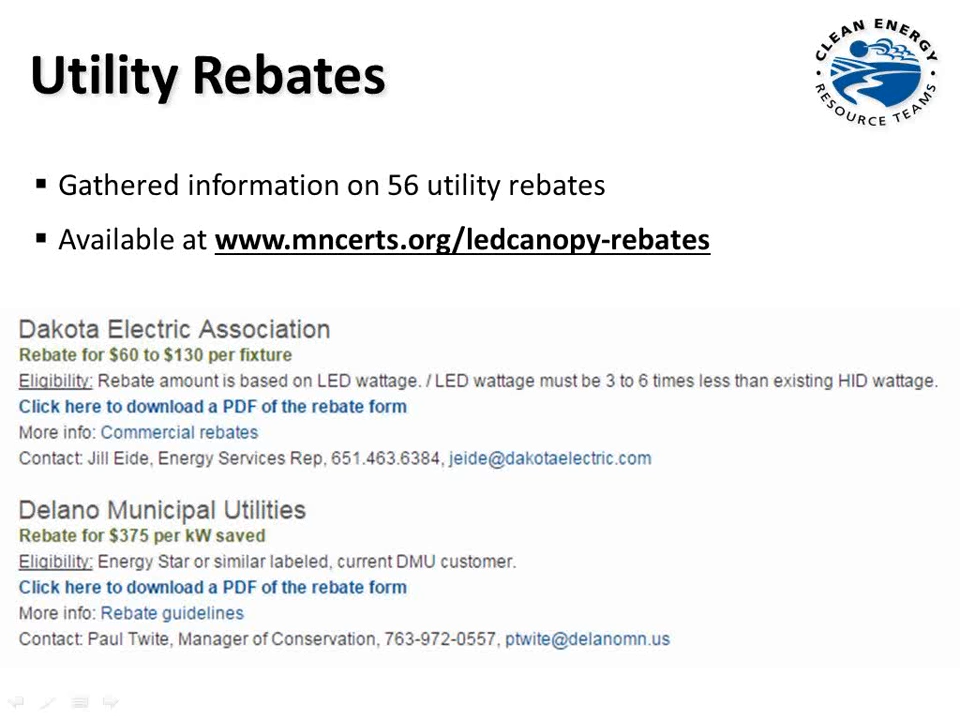 Utility Rebates
CLEAN ENERGY
RESOURCE TEAMS
▪ Gathered information on 56 utility rebates
▪ Available at www.mncerts.org/ledcanopy-rebates
Dakota Electric Association
Rebate for $60 to $130 per fixture
Eligibility: Rebate amount is based on LED wattage. / LED wattage must be 3 to 6 times less than existing HID wattage.
Click here to download a PDF of the rebate form
More info: Commercial rebates
Contact: Jill Eide, Energy Services Rep, 651.463.6384, jeide@dakotaelectric.com
Delano Municipal Utilities
Rebate for $375 per kW saved
Eligibility: Energy Star or similar labeled, current DMU customer.
Click here to download a PDF of the rebate form
More info: Rebate guidelines
Contact: Paul Twite, Manager of Conservation, 763-972-0557, ptwite@delanomn.us